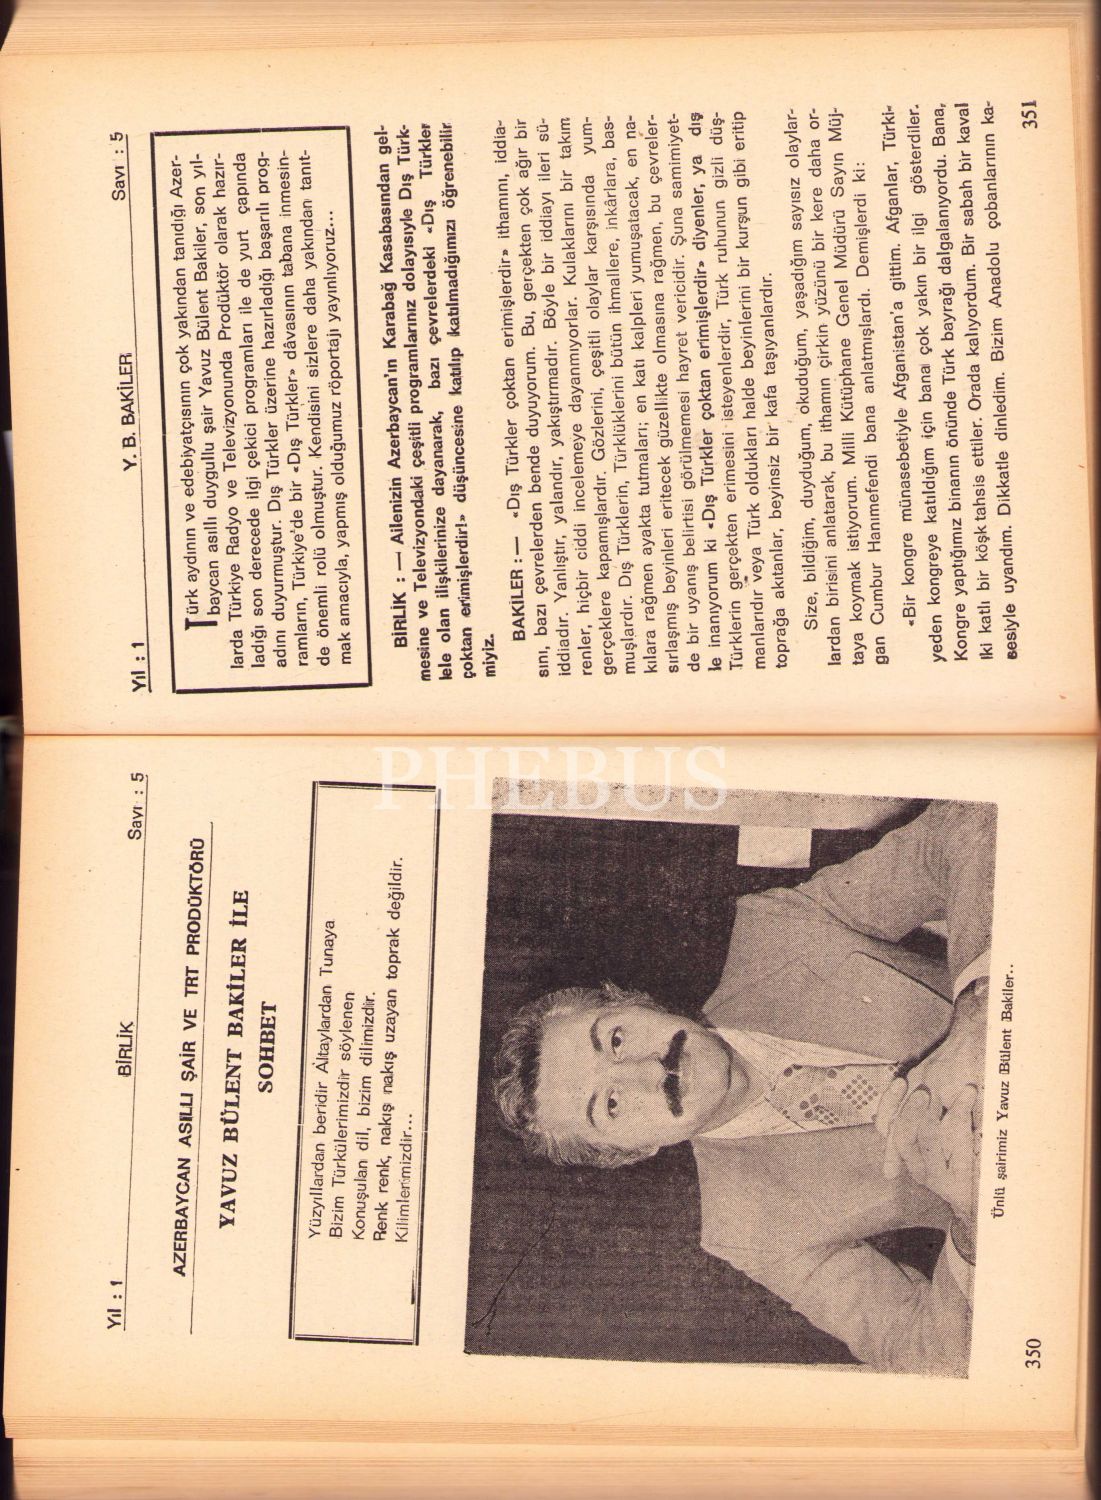 Yıl : 1
BİRLİK
Sayı : 5
AZERBAYCAN ASILLI ŞAİR VE TRT PRODÜKTÖRÜ
YAVUZ BÜLENT BAKİLER İLE
SOHBET
Yüzyıllardan beridir Altaylardan Tunaya
Bizim Türkülerimizdir söylenen
Konuşulan dil, bizim dilimizdir.
Renk renk, nakış nakış uzayan toprak değildir.
Kilimlerimizdir...
Ünlü şairimiz Yavuz Bülent Bakiler..
350
Yıl : 1
Y. B. BAKİLER
Sayı : 5
Türk aydının ve edebiyatçısının çok yakından tanıdığı Azer-
baycan asıllı duygullu şair Yavuz Bülent Bakiler, son yıl-
larda Türkiye Radyo ve Televizyonunda Prodüktör olarak hazır-
ladığı son derecede ilgi çekici programları ile de yurt çapında
adını duyurmuştur. Dış Türkler üzerine hazırladığı başarılı prog-
ramların, Türkiye'de bir «Dış Türkler» dâvasının tabana inmesin-
de önemli rolü olmuştur. Kendisini sizlere daha yakından tanıt-
mak amacıyla, yapmış olduğumuz röportajı yayınlıyoruz...
BİRLİK : — Ailenizin Azerbaycan'ın Karabağ Kasabasından gel-
mesine ve Televizyondaki çeşitli programlarınız dolayısiyle Dış Türk-
lele olan ilişkilerinize dayanarak, bazı çevrelerdeki «Dış Türkler
çoktan erimişlerdir!» düşüncesine katılıp katılmadığımızı öğrenebilir
miyiz.
BAKİLER : — «Dış Türkler çoktan erimişlerdir» ithamını, iddia-
sını, bazı çevrelerden bende duyuyorum. Bu, gerçekten çok ağır bir
iddiadır. Yanlıştır, yalandır, yakıştırmadır. Böyle bir iddiayı ileri sü-
renler, hiçbir ciddi incelemeye dayanmıyorlar. Kulaklarını bir takım
gerçeklere kapamışlardır. Gözlerini, çeşitli olaylar karşısında yum-
muşlardır. Dış Türklerin, Türklüklerini bütün ihmallere, inkârlara, bas-
kılara rağmen ayakta tutmaları; en katı kalpleri yumuşatacak, en na-
sırlaşmış beyinleri eritecek güzellikte olmasına rağmen, bu çevreler-
de bir uyanış belirtisi görülmemesi hayret vericidir. Şuna samimiyet-
le inanıyorum ki «Dış Türkler çoktan erimişlerdir» diyenler, ya dış
Türklerin gerçekten erimesini isteyenlerdir, Türk ruhunun gizli düş-
manlarıdır veya Türk oldukları halde beyinlerini bir kurşun gibi eritip
toprağa akıtanlar, beyinsiz bir kafa taşıyanlardır.
Size, bildiğim, duyduğum, okuduğum, yaşadığım sayısız olaylar-
lardan birisini anlatarak, bu ithamın çirkin yüzünü bir kere daha or-
taya koymak istiyorum. Milli Kütüphane Genel Müdürü Sayın Müj-
gan Cumbur Hanımefendi bana anlatmışlardı. Demişlerdi ki:
«Bir kongre münasebetiyle Afganistan'a gittim. Afganlar, Türki-
yeden kongreye katıldığım için bana çok yakın bir ilgi gösterdiler.
Kongre yaptığımız binanın önünde Türk bayrağı dalgalanıyordu. Bana,
iki katlı bir köşk tahsis ettiler. Orada kalıyordum. Bir sabah bir kaval
sesiyle uyandım. Dikkatle dinledim. Bizim Anadolu çobanlarının ka-
351
PHEBUS